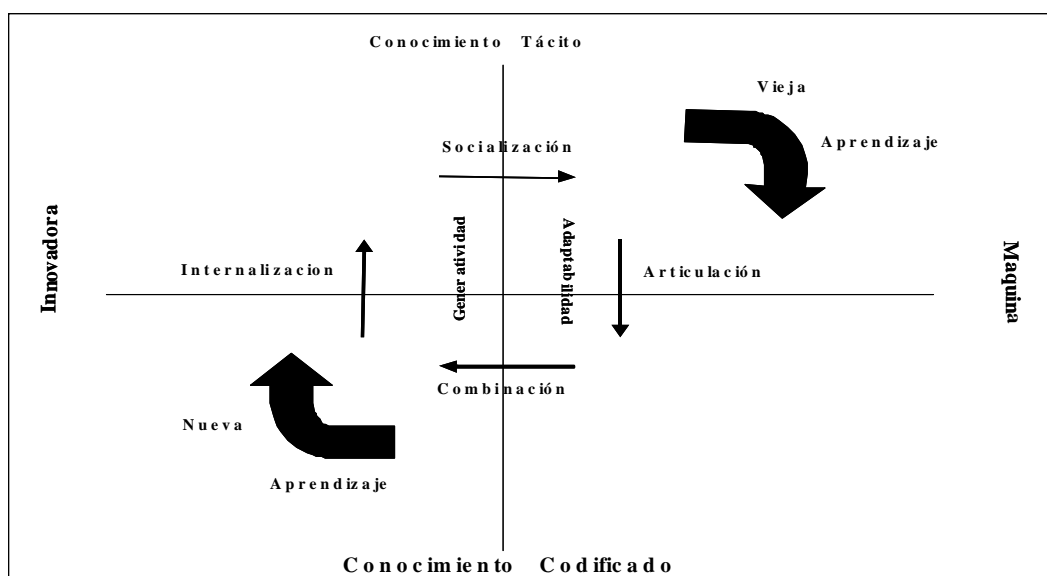 Conocimiento Tácito
Vieja
Aprendizaje
Socialización
Innovadora
Generatividad
Adaptabilidad
Maquina
Internalizacion
Articulación
Combinación
Nueva
Aprendizaje
Conocimiento Codificado